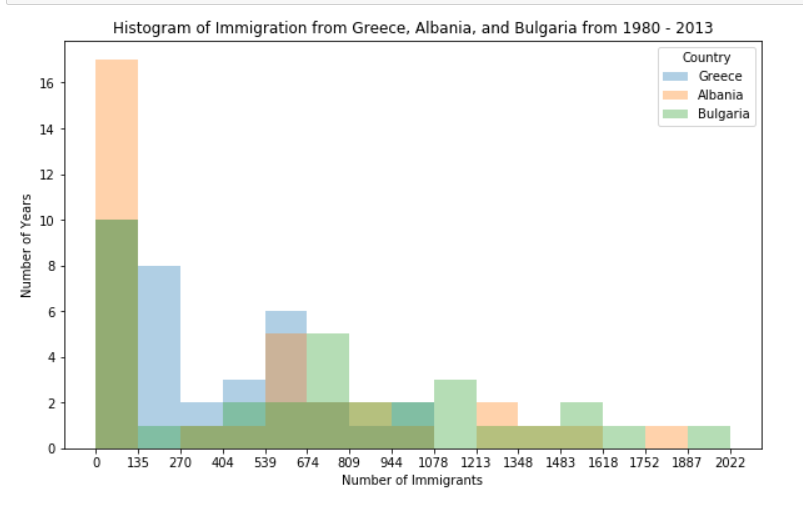 Histogram of Immigration from Greece, Albania, and Bulgaria from 1980 - 2013
Country
Greece
Albania
Bulgaria
Number of Years
16
14
12
10
8
6
4
2
0
0 135 270 404 539 674 809 944 1078 1213 1348 1483 1618 1752 1887 2022
Number of Immigrants